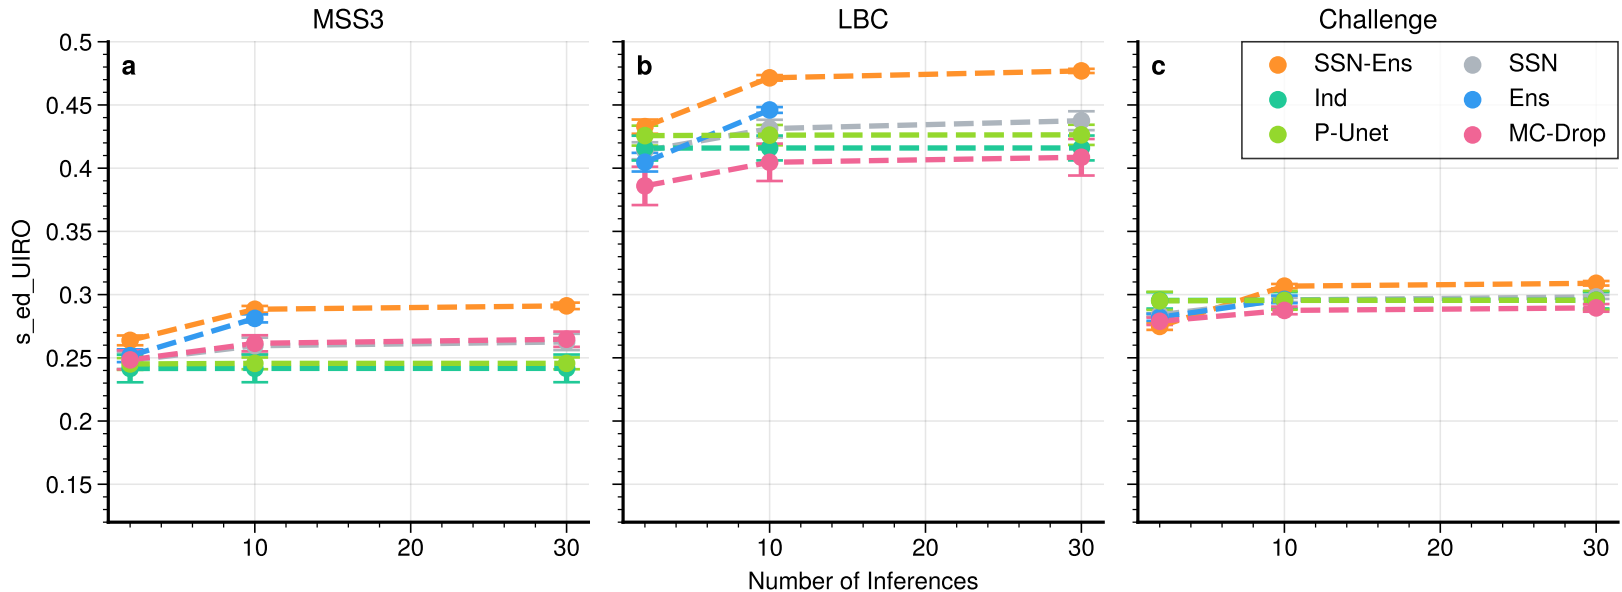 MSS3
LBC
Challenge
a
b
c
SSN-Ens
SSN
Ind
Ens
P-Unet
MC-Drop
0.5
0.45
0.4
0.35
0.3
0.25
0.2
0.15
s_ed_UIRO
10
20
30
10
20
30
10
20
30
Number of Inferences